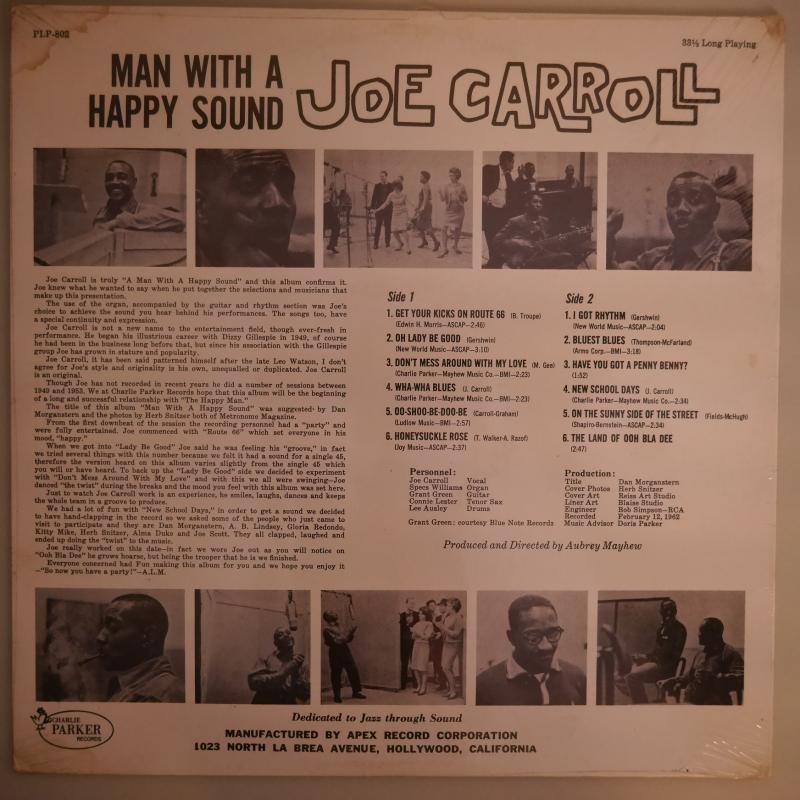 PLP-802
33⅓ Long Playing
MAN WITH A
HAPPY SOUND
JOE CARROLL
Joe Carroll is truly "A Man With A Happy Sound" and this album confirms it.
Joe knew what he wanted to say when he put together the selections and musicians that
make up this presentation.
The use of the organ, accompanied by the guitar and rhythm section was Joe's
choice to achieve the sound you hear behind his performances. The songs too, have
a special continuity and expression.
Joe Carroll is not a new name to the entertainment field, though ever-fresh in
performance. He began his illustrious career with Dizzy Gillespie in 1949, of course
he had been in the business long before that, but since his association with the Gillespie
group Joe has grown in stature and popularity.
Joe Carroll, it has been said patterned himself after the late Leo Watson, I don't
agree for Joe's style and originality is his own, unequalled or duplicated. Joe Carroll
is an original.
Though Joe has not recorded in recent years he did a number of sessions between
1949 and 1953. We at Charlie Parker Records hope that this album will be the beginning
of a long and successful relationship with "The Happy Man."
The title of this album "Man With A Happy Sound" was suggested by Dan
Morganstern and the photos by Herb Snitzer both of Metronome Magazine.
From the first downbeat of the session the recording personnel had a "party" and
were fully entertained. Joe commenced with "Route 66" which set everyone in his
mood, "happy."
When we got into "Lady Be Good" Joe said he was feeling his "groove," in fact
we tried several things with this number because we felt it had a sound for a single 45,
therefore the version heard on this album varies slightly from the single 45 which
you will or have heard. To back up the "Lady Be Good" side we decided to experiment
with "Don't Mess Around With My Love" and with this we all were swinging—Joe
danced "the twist" during the breaks and the mood you feel with this album was set here.
Just to watch Joe Carroll work is an experience, he smiles, laughs, dances and keeps
the whole team in a groove to produce.
We had a lot of fun with "New School Days," in order to get a sound we decided
to have hand-clapping in the record so we asked some of the people who just came to
visit to participate and they are Dan Morganstern, A. B. Lindsey, Gloria Redondo,
Kitty Mike, Herb Snitzer, Alma Duke and Joe Scott. They all clapped, laughed and
ended up doing the "twist" to the music.
Joe really worked on this date—in fact we wore Joe out as you will notice on
"Ooh Bla Dee" he grows hoarse, but being the trooper that he is we finished.
Everyone concerned had Fun making this album for you and we hope you enjoy it
—"So now you have a party!"—A.L.M.
Side 1
1. GET YOUR KICKS ON ROUTE 66 (B. Troupe)
(Edwin H. Morris—ASCAP—2:46)
2. OH LADY BE GOOD (Gershwin)
(New World Music—ASCAP—3:10)
3. DON'T MESS AROUND WITH MY LOVE (M. Gee)
(Charlie Parker—Mayhew Music Co.—BMI—2:23)
4. WHA-WHA BLUES (J. Carroll)
(Charlie Parker—Mayhew Music Co.—BMI—2:23)
5. OO-SHOO-BE-DOO-BE (Carroll-Graham)
(Ludlow Music—BMI—2:57)
6. HONEYSUCKLE ROSE (T. Walker-A. Razof)
(Joy Music—2:37)
Side 2
1. I GOT RHYTHM (Gershwin)
(New World Music—ASCAP—2:04)
2. BLUEST BLUES (Thompson-McFarland)
(Armo Corp.—BMI—3:18)
3. HAVE YOU GOT A PENNY BENNY?
(1:52)
4. NEW SCHOOL DAYS (J. Carroll)
(Charlie Parker—Mayhew Music Co.—2:34)
5. ON THE SUNNY SIDE OF THE STREET (Fields-McHugh)
(Shapiro-Bernstein—ASCAP—2:34)
6. THE LAND OF OOH BLA DEE
(2:47)
Personnel:
Joe Carroll Vocal
Specs Williams Organ
Grant Green Guitar
Connie Lester Tenor Sax
Lee Ausley Drums
Grant Green: courtesy Blue Note Records
Production:
Title Dan Morganstern
Cover Photos Herb Snitzer
Cover Art Reiss Art Studio
Liner Art Blaise Studio
Engineer Bob Simpson—RCA
Recorded February 12, 1962
Music Advisor Doris Parker
Produced and Directed by Aubrey Mayhew
Dedicated to Jazz through Sound
CHARLIE
PARKER
RECORDS
MANUFACTURED BY APEX RECORD CORPORATION
1023 NORTH LA BREA AVENUE, HOLLYWOOD, CALIFORNIA